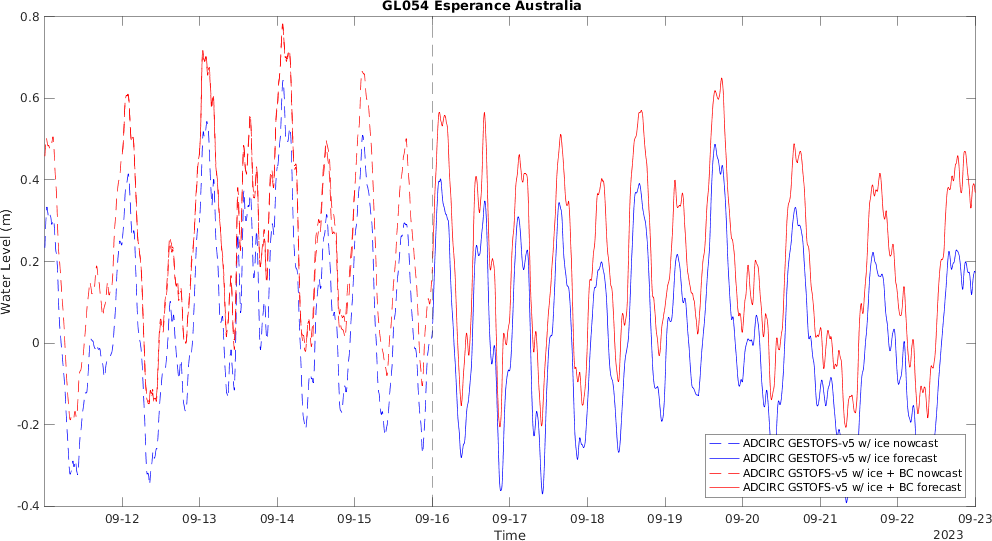 GL054 Esperance Australia
Water Level (m)
0.8
0.6
0.4
0.2
0
-0.2
-0.4
ADCIRC GESTOFS-v5 w/ ice nowcast
ADCIRC GESTOFS-v5 w/ ice forecast
ADCIRC GSTOFS-v5 w/ ice + BC nowcast
ADCIRC GSTOFS-v5 w/ ice + BC forecast
09-12 09-13 09-14 09-15 09-16 09-17 09-18 09-19 09-20 09-21 09-22 09-23
Time
2023